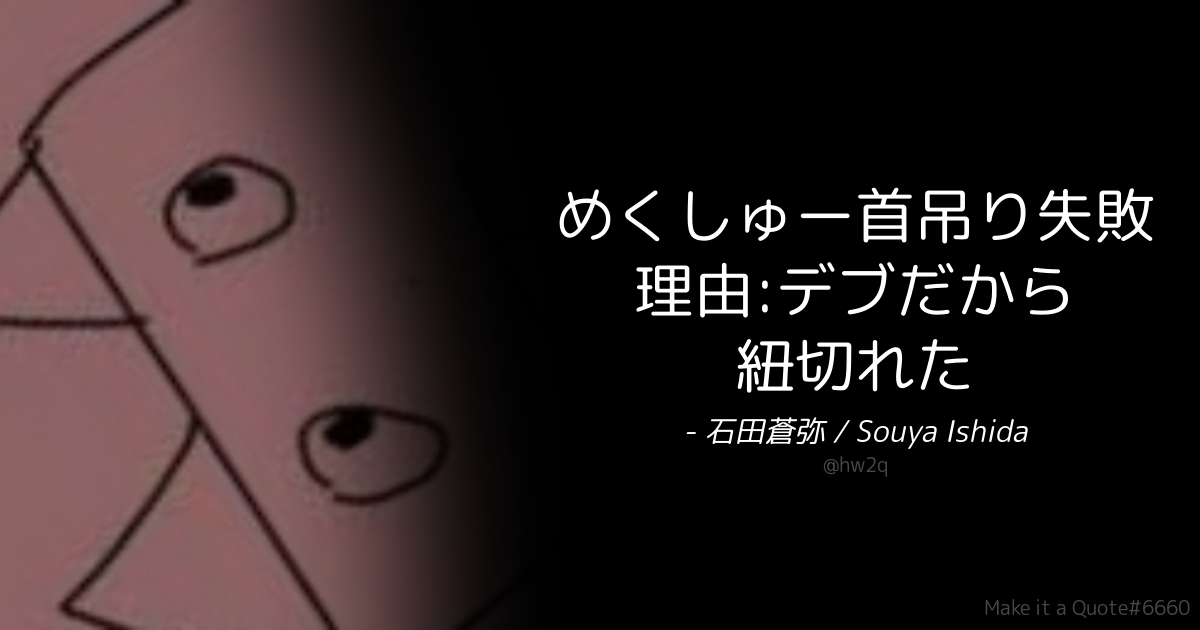 めくしゅー首吊り失敗
理由:デブだから
紐切れた
- 石田蒼弥 / Souya Ishida
@hw2q
Make it a Quote#6660